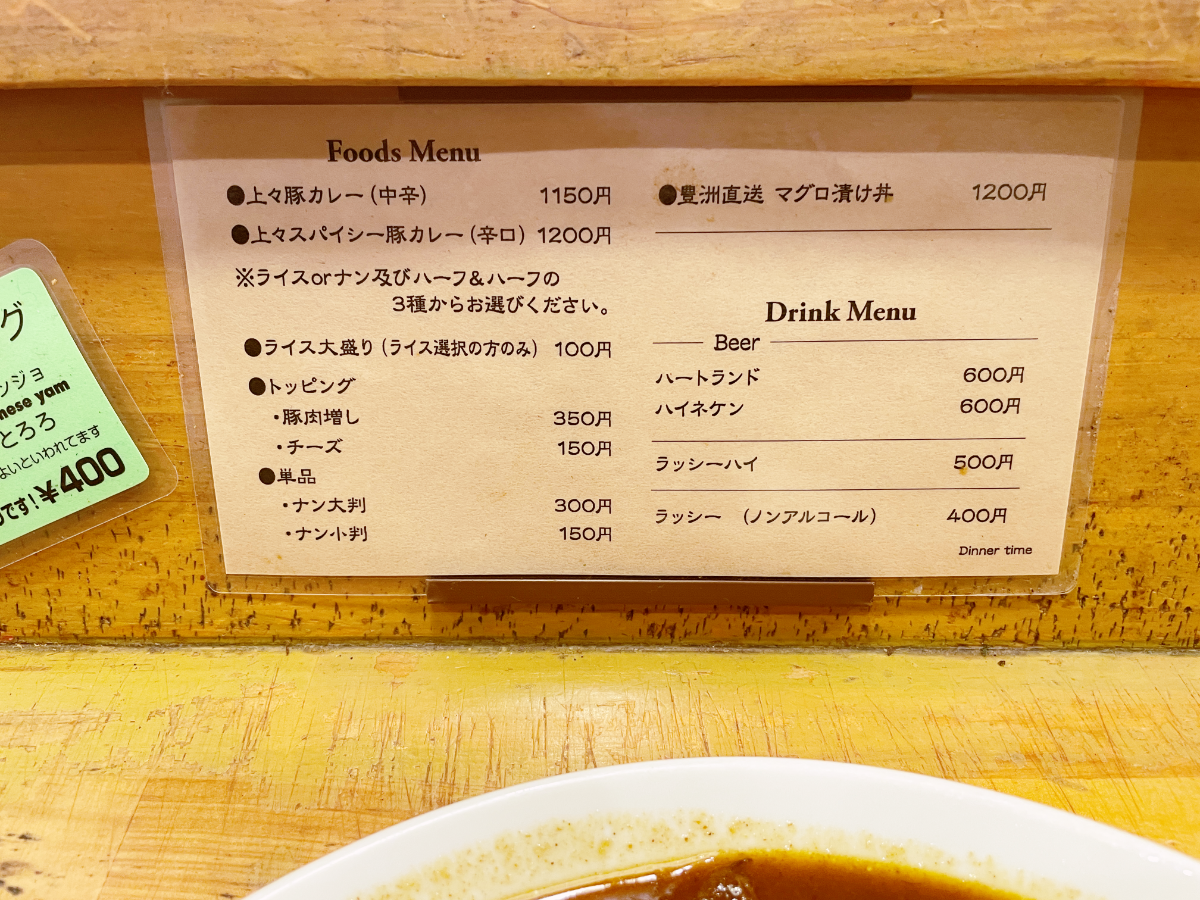 Foods Menu
●上々豚カレー(中辛) 1150円
●上々スパイシー豚カレー(辛口) 1200円
※ライスorナン及びハーフ&ハーフの
3種からお選びください。
●ライス大盛り(ライス選択の方のみ) 100円
●トッピング
・豚肉増し 350円
・チーズ 150円
●単品
・ナン大判 300円
・ナン小判 150円
●豊洲直送 マグロ漬け丼 1200円
Drink Menu
Beer
ハートランド 600円
ハイネケン 600円
ラッシーハイ 500円
ラッシー (ノンアルコール) 400円
Dinner time
グ
ンジョ
yam
とろろ
よいといわれてます
です!¥400